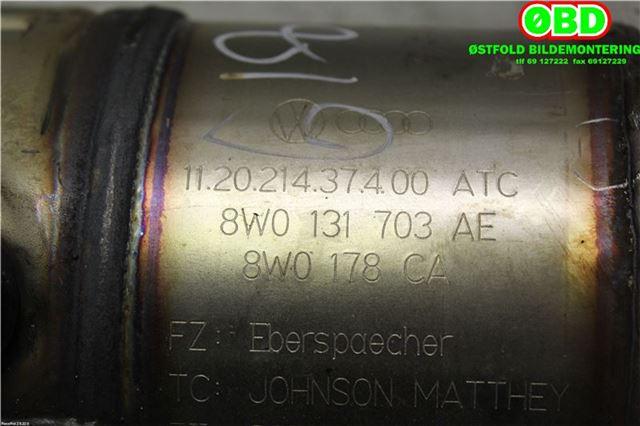 ØBD
ØSTFOLD BILDEMONTERING
tlf 69 127222 fax 69127229
11.20.214.37.4.00 ATC
8W0 131 703 AE
8W0 178 CA
FZ: Eberspaecher
TC: JOHNSON MATTHEY